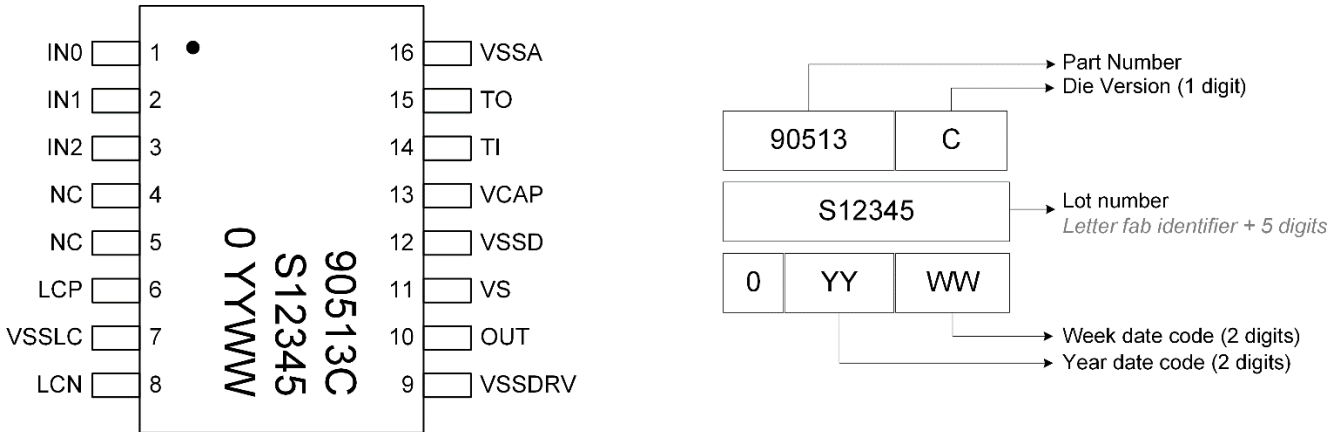 IN0 1 16 VSSA
IN1 2 15 TO
IN2 3 14 TI
NC 4 13 VCAP
NC 5 12 VSSD
LCP 6 11 VS
VSSLC 7 10 OUT
LCN 8 9 VSSDRV
90513C
S12345
0 YYWW
Part Number
Die Version (1 digit)
90513 C
S12345
Lot number
Letter fab identifier + 5 digits
0 YY WW
Week date code (2 digits)
Year date code (2 digits)